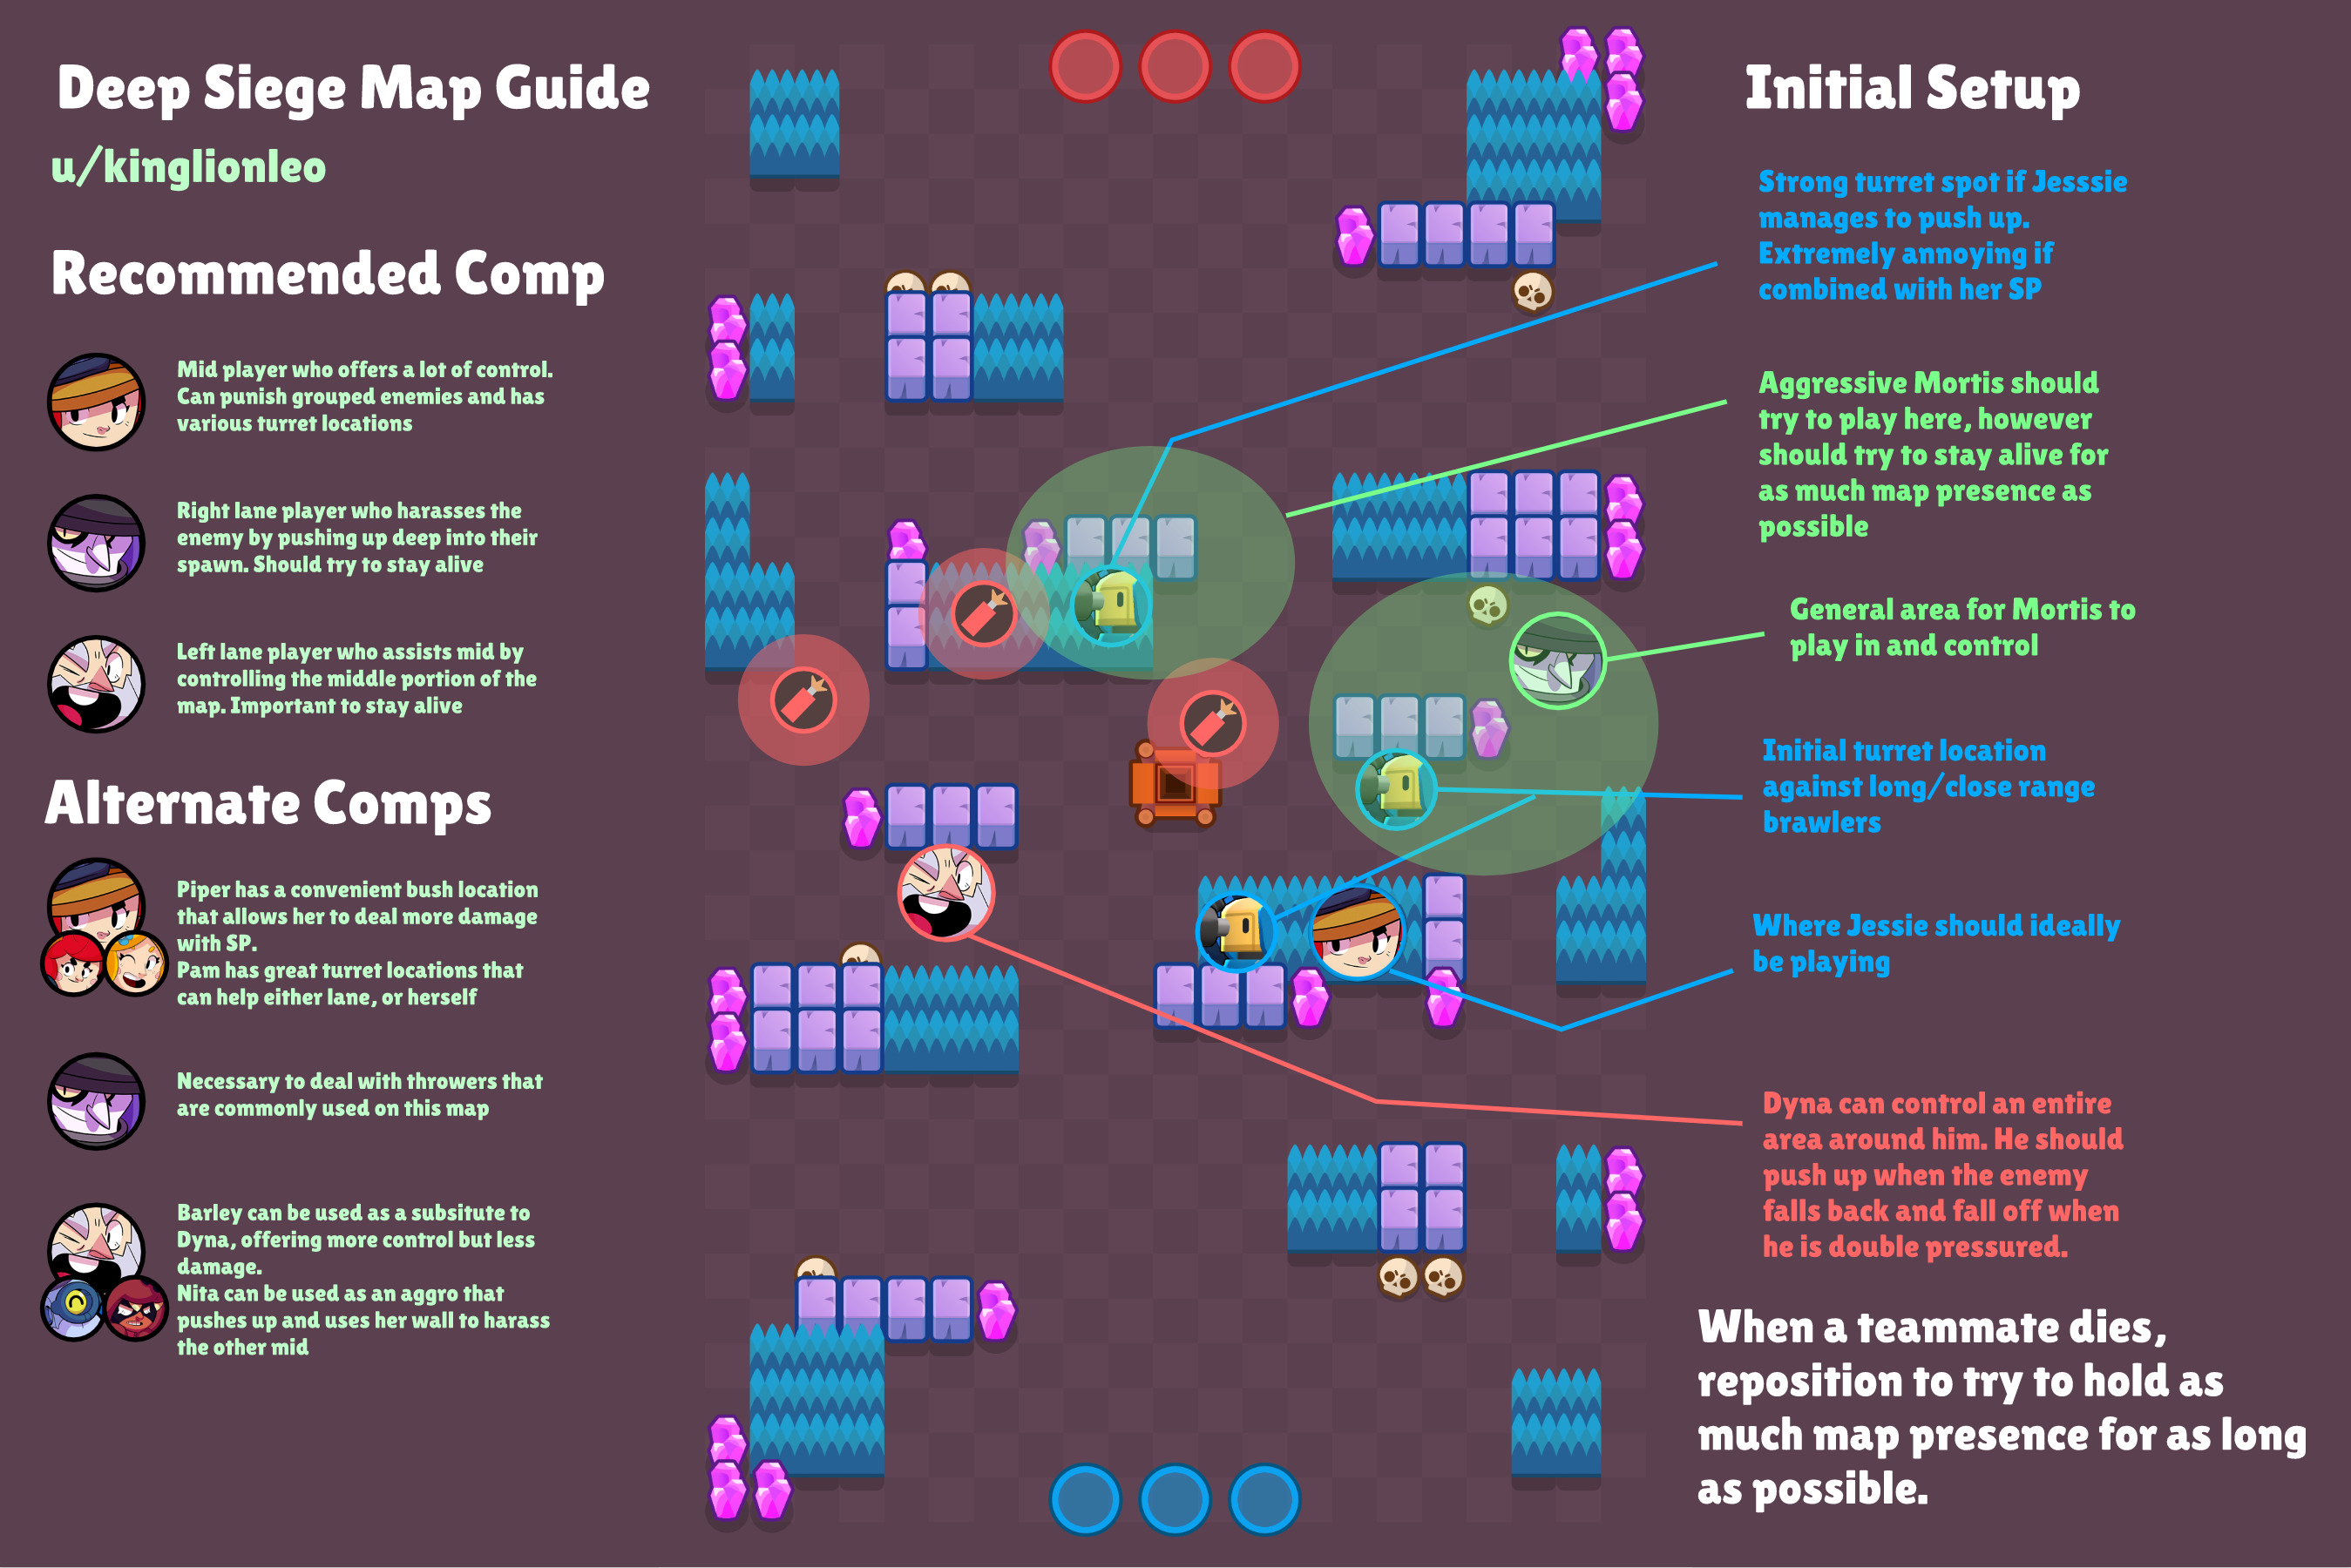 Deep Siege Map Guide
u/kinglionleo
Recommended Comp
Mid player who offers a lot of control.
Can punish grouped enemies and has
various turret locations
Right lane player who harasses the
enemy by pushing up deep into their
spawn. Should try to stay alive
Left lane player who assists mid by
controlling the middle portion of the
map. Important to stay alive
Alternate Comps
Piper has a convenient bush location
that allows her to deal more damage
with SP.
Pam has great turret locations that
can help either lane, or herself
Necessary to deal with throwers that
are commonly used on this map
Barley can be used as a subsitute to
Dyna, offering more control but less
damage.
Nita can be used as an aggro that
pushes up and uses her wall to harass
the other mid
Initial Setup
Strong turret spot if Jesssie
manages to push up.
Extremely annoying if
combined with her SP
Aggressive Mortis should
try to play here, however
should try to stay alive for
as much map presence as
possible
General area for Mortis to
play in and control
Initial turret location
against long/close range
brawlers
Where Jessie should ideally
be playing
Dyna can control an entire
area around him. He should
push up when the enemy
falls back and fall off when
he is double pressured.
When a teammate dies,
reposition to try to hold as
much map presence for as long
as possible.